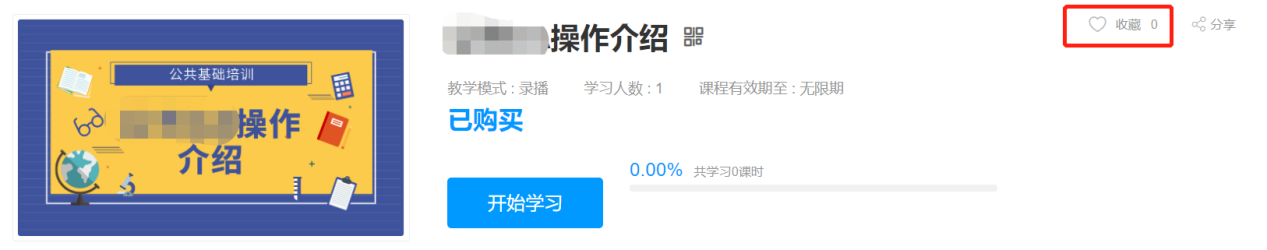 公共基础培训
操作
介绍
操作介绍
收藏 0
分享
教学模式 : 录播 学习人数 : 1 课程有效期至 : 无限期
已购买
0.00% 共学习0课时
开始学习